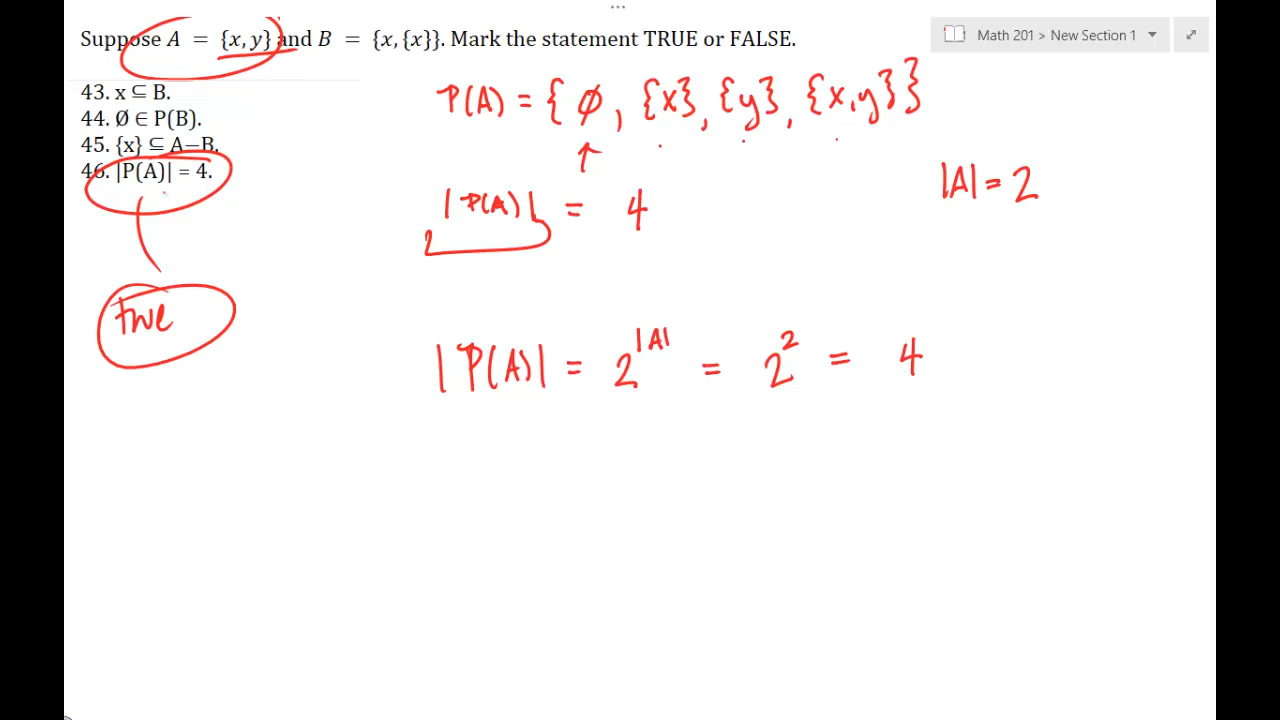 Suppose A = {x, y} and B = {x, {x}}. Mark the statement TRUE or FALSE.
Math 201 > New Section 1
43. x ⊆ B.
44. Ø ∈ P(B).
45. {x} ⊆ A−B.
46. |P(A)| = 4.
P(A) = { ∅, {x}, {y}, {x,y}}
|A| = 2
|P(A)| = 4
true
|P(A)| = 2^|A| = 2^2 = 4